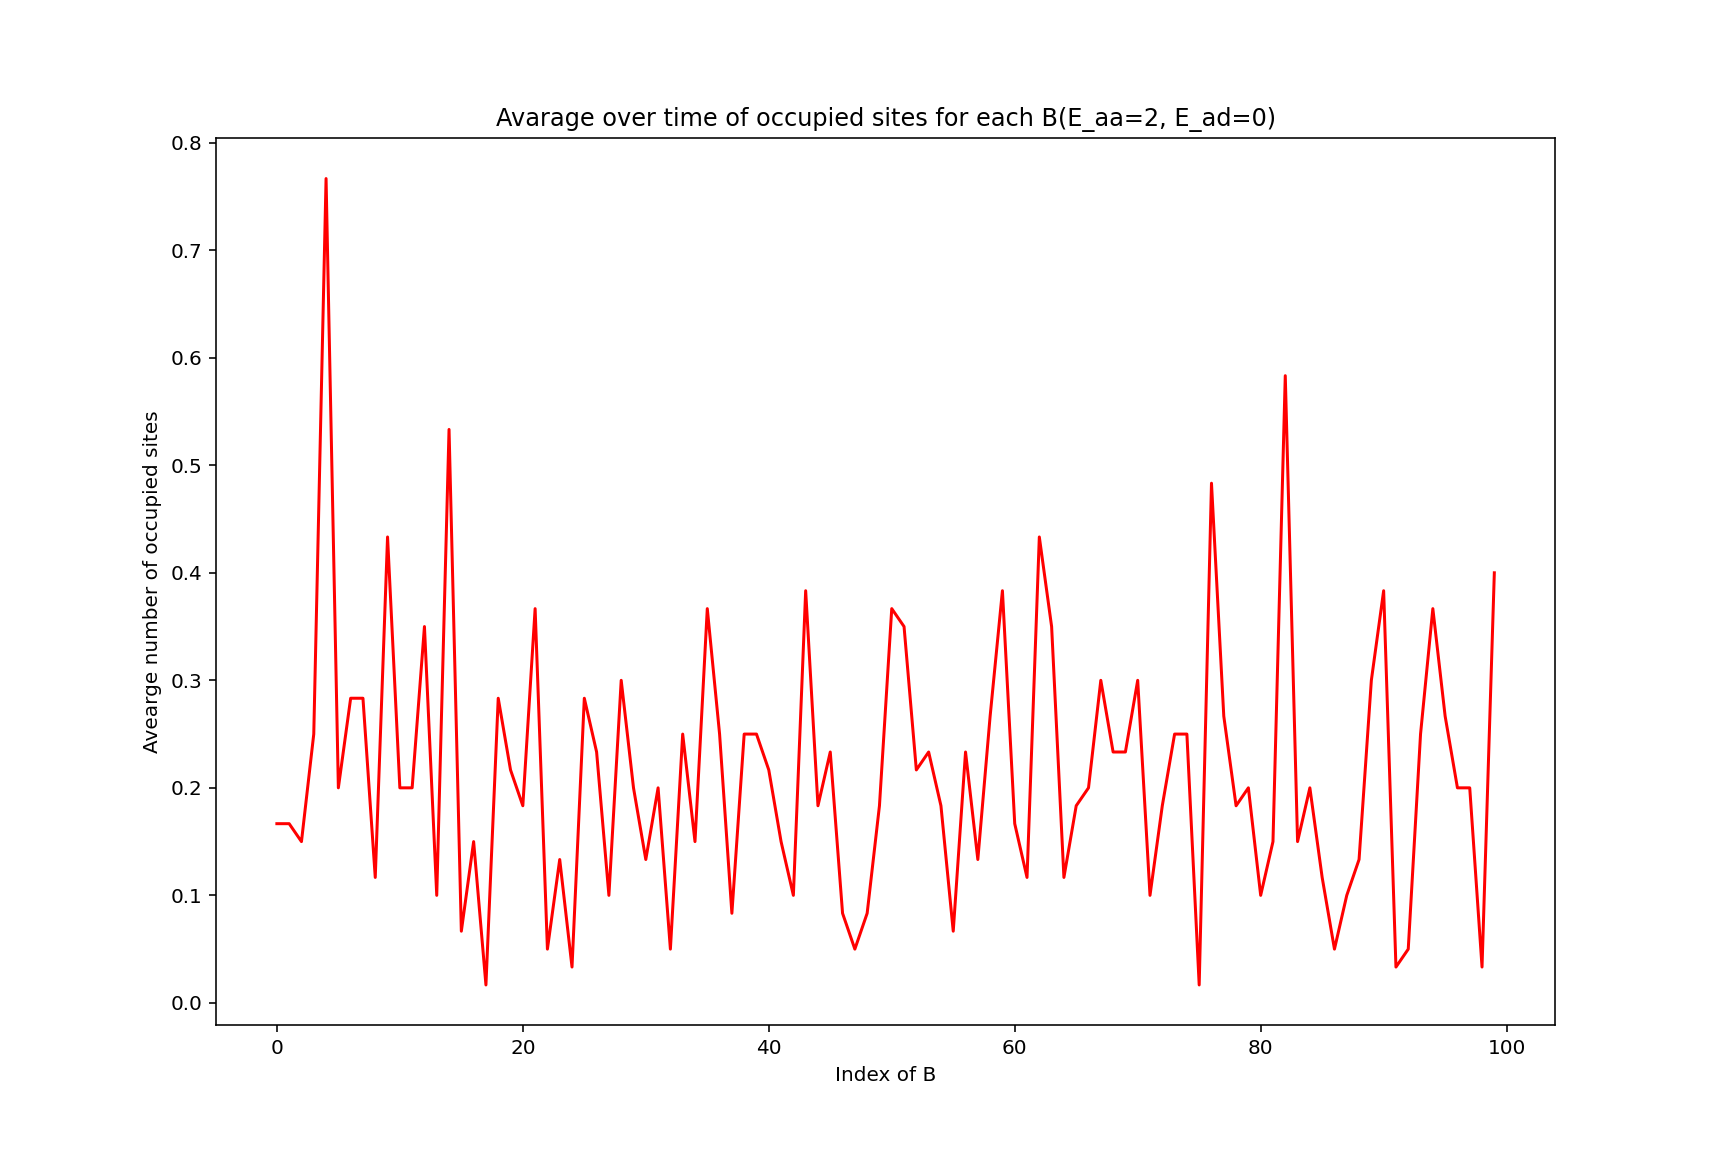 Avarage over time of occupied sites for each B(E_aa=2, E_ad=0)
0.8
0.7
0.6
0.5
0.4
0.3
0.2
0.1
0.0
Avearge number of occupied sites
0 20 40 60 80 100
Index of B